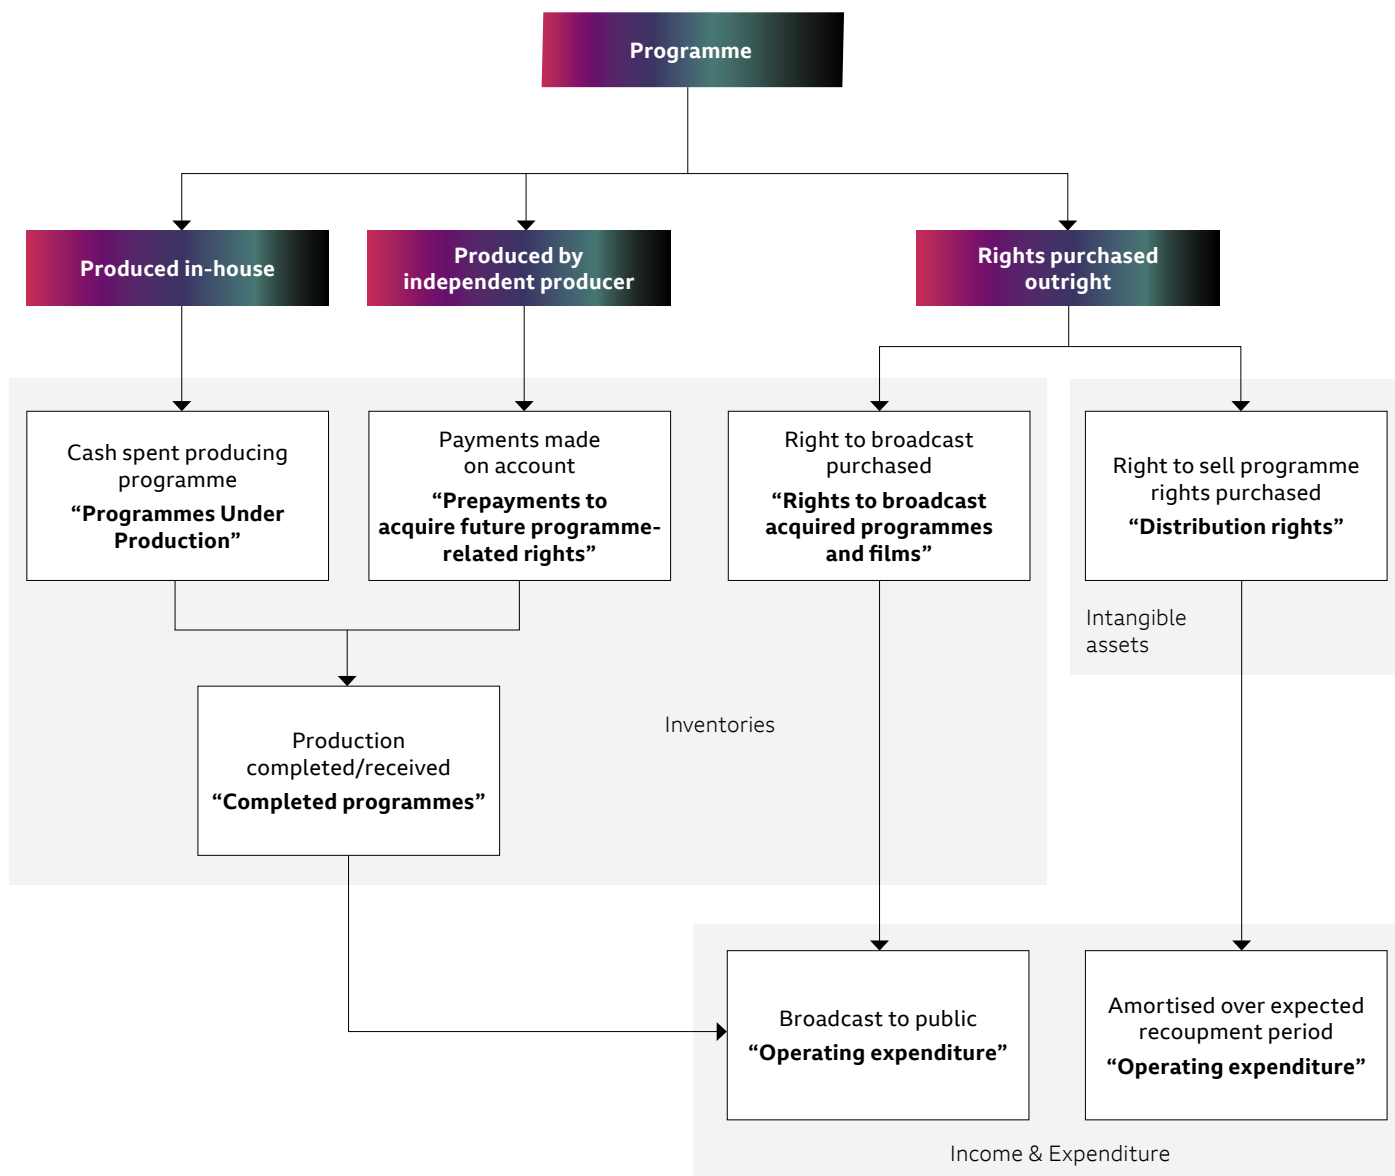 Programme
Produced in-house
Produced by
independent producer
Rights purchased
outright
Cash spent producing
programme
“Programmes Under
Production”
Payments made
on account
“Prepayments to
acquire future programme-
related rights”
Right to broadcast
purchased
“Rights to broadcast
acquired programmes
and films”
Right to sell programme
rights purchased
“Distribution rights”
Intangible
assets
Production
completed/received
“Completed programmes”
Inventories
Broadcast to public
“Operating expenditure”
Amortised over expected
recoupment period
“Operating expenditure”
Income & Expenditure